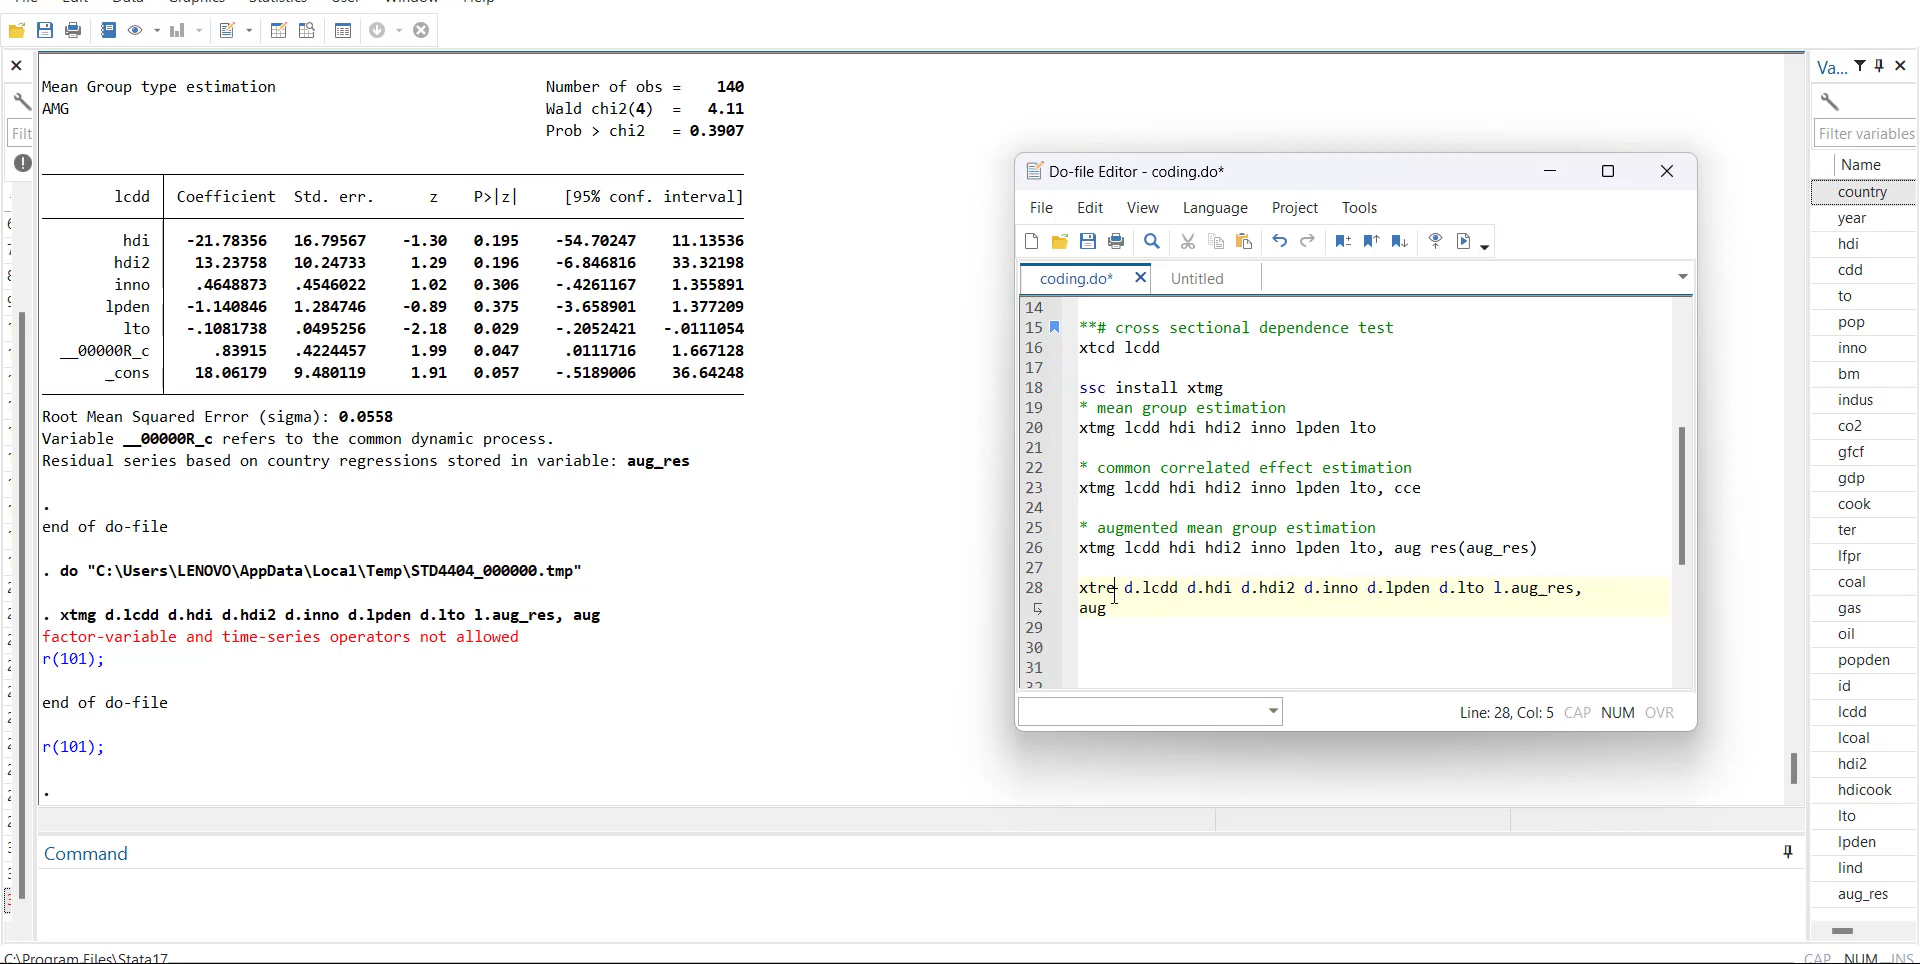 File Edit Data Graphics Statistics User Window Help
Mean Group type estimation Number of obs = 140
AMG Wald chi2(4) = 4.11
Prob > chi2 = 0.3907
lcdd Coefficient Std. err. z P>|z| [95% conf. interval]
hdi -21.78356 16.79567 -1.30 0.195 -54.70247 11.13536
hdi2 13.23758 10.24733 1.29 0.196 -6.846816 33.32198
inno .4648873 .4546022 1.02 0.306 -.4261167 1.355891
lpden -1.140846 1.284746 -0.89 0.375 -3.658901 1.377209
lto -.1081738 .0495256 -2.18 0.029 -.2052421 -.0111054
__00000R_c .83915 .4224457 1.99 0.047 .0111716 1.667128
_cons 18.06179 9.480119 1.91 0.057 -.5189006 36.64248
Root Mean Squared Error (sigma): 0.0558
Variable __00000R_c refers to the common dynamic process.
Residual series based on country regressions stored in variable: aug_res
.
end of do-file
. do "C:\Users\LENOVO\AppData\Local\Temp\STD4404_000000.tmp"
. xtmg d.lcdd d.hdi d.hdi2 d.inno d.lpden d.lto l.aug_res, aug
factor-variable and time-series operators not allowed
r(101);
end of do-file
r(101);
.
Command
C:\Program Files\Stata17
Filt
Do-file Editor - coding.do*
File Edit View Language Project Tools
coding.do* Untitled
14
15 **# cross sectional dependence test
16 xtcd lcdd
17
18 ssc install xtmg
19 * mean group estimation
20 xtmg lcdd hdi hdi2 inno lpden lto
21
22 * common correlated effect estimation
23 xtmg lcdd hdi hdi2 inno lpden lto, cce
24
25 * augmented mean group estimation
26 xtmg lcdd hdi hdi2 inno lpden lto, aug res(aug_res)
27
28 xtre d.lcdd d.hdi d.hdi2 d.inno d.lpden d.lto l.aug_res,
aug
29
30
31
32
Line: 28, Col: 5 CAP NUM OVR
Va...
Filter variables
Name
country
year
hdi
cdd
to
pop
inno
bm
indus
co2
gfcf
gdp
cook
ter
lfpr
coal
gas
oil
popden
id
lcdd
lcoal
hdi2
hdicook
lto
lpden
lind
aug_res
CAP NUM INS